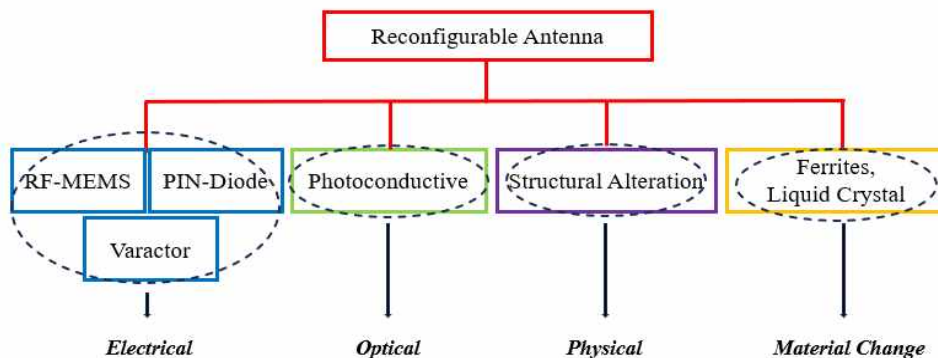 Reconfigurable Antenna
RF-MEMS
PIN-Diode
Varactor
Photoconductive
Structural Alteration
Ferrites,
Liquid Crystal
Electrical
Optical
Physical
Material Change